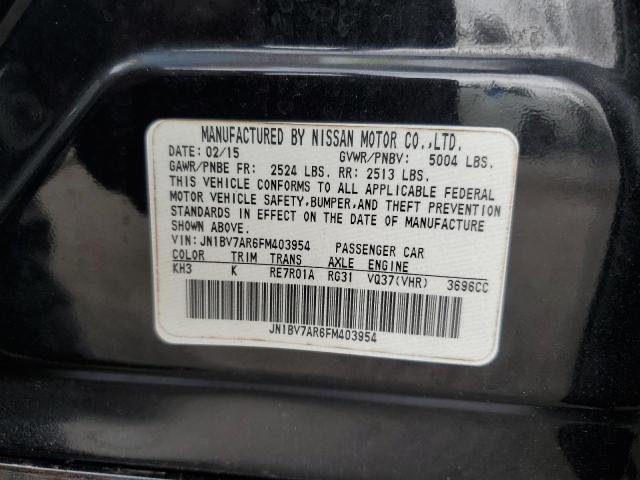 MANUFACTURED BY NISSAN MOTOR CO.,LTD.
DATE: 02/15 GVWR/PNBV: 5004 LBS.
GAWR/PNBE FR: 2524 LBS. RR: 2513 LBS.
THIS VEHICLE CONFORMS TO ALL APPLICABLE FEDERAL
MOTOR VEHICLE SAFETY,BUMPER,AND THEFT PREVENTION
STANDARDS IN EFFECT ON THE DATE OF MANUFACTURE
SHOWN ABOVE.
VIN: JN1BV7AR6FM403954 PASSENGER CAR
COLOR TRIM TRANS AXLE ENGINE
KH3 K RE7R01A RG31 VQ37(VHR) 3696CC
JN1BV7AR6FM403954